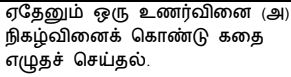 ஏதேனும் ஒரு உணர்வினை (அ)
நிகழ்வினைக் கொண்டு கதை
எழுதச் செய்தல்.